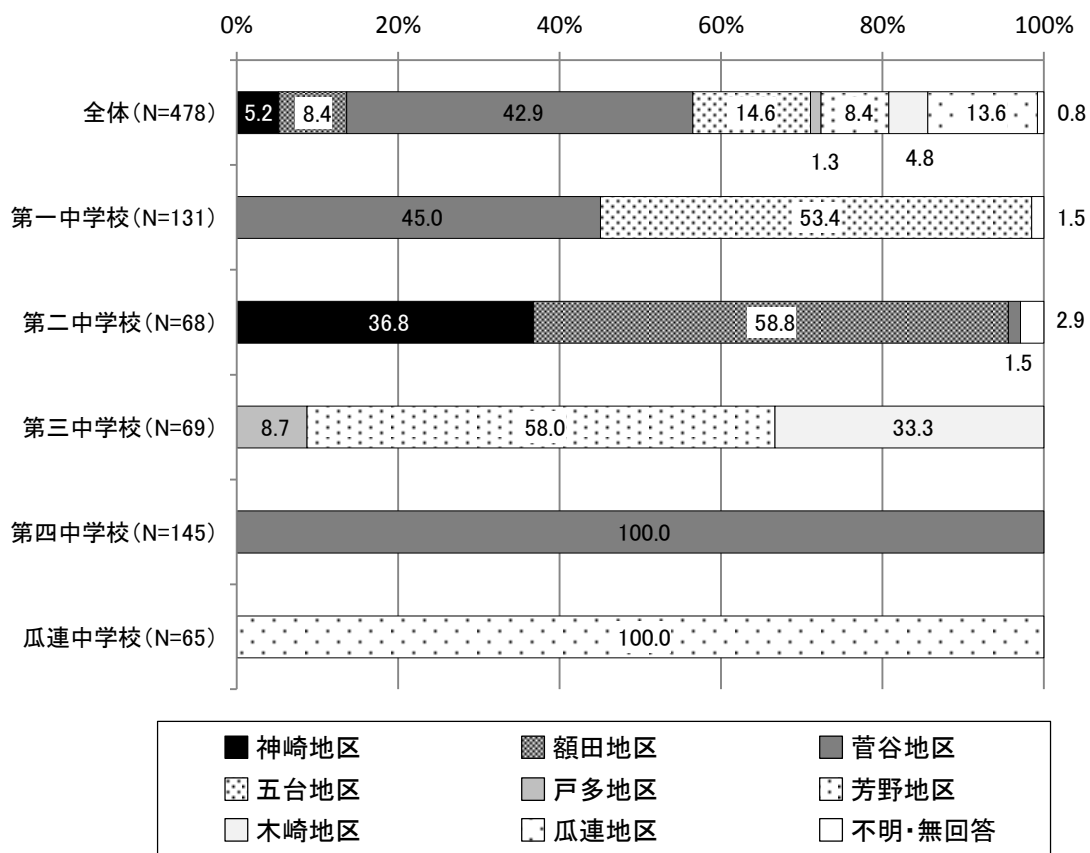 0% 20% 40% 60% 80% 100%
全体(N=478) 5.2 8.4 42.9 14.6 8.4 13.6 0.8
1.3 4.8
第一中学校(N=131) 45.0 53.4 1.5
第二中学校(N=68) 36.8 58.8 2.9
1.5
第三中学校(N=69) 8.7 58.0 33.3
第四中学校(N=145) 100.0
瓜連中学校(N=65) 100.0
神崎地区 額田地区 菅谷地区
五台地区 戸多地区 芳野地区
木崎地区 瓜連地区 不明・無回答